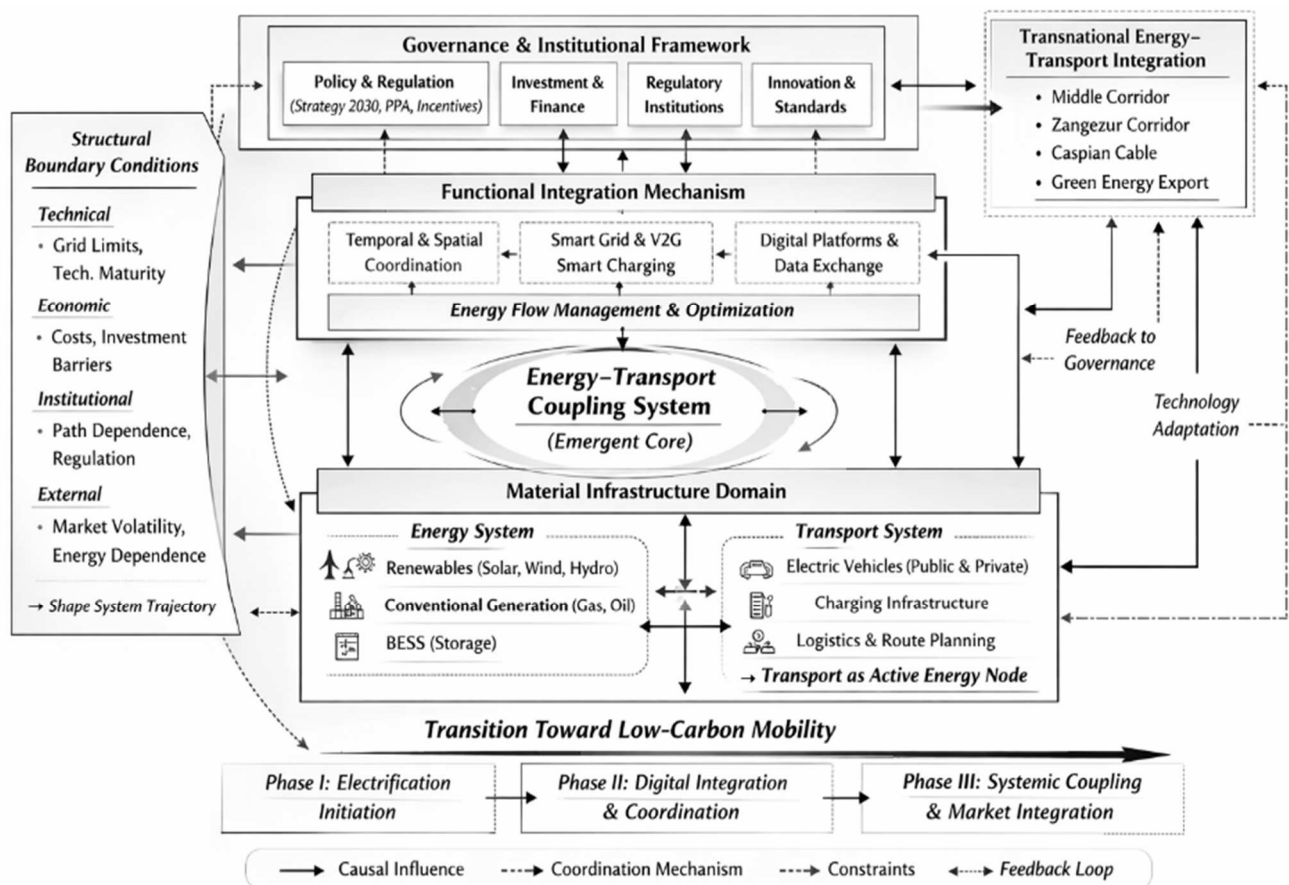 Governance & Institutional Framework
Policy & Regulation
(Strategy 2030, PPA, Incentives)
Investment &
Finance
Regulatory
Institutions
Innovation &
Standards
Transnational Energy–
Transport Integration
• Middle Corridor
• Zangezur Corridor
• Caspian Cable
• Green Energy Export
Structural
Boundary Conditions
Technical
• Grid Limits,
Tech. Maturity
Economic
• Costs, Investment
Barriers
Institutional
• Path Dependence,
Regulation
External
• Market Volatility,
Energy Dependence
→ Shape System Trajectory
Functional Integration Mechanism
Temporal & Spatial
Coordination
Smart Grid & V2G
Smart Charging
Digital Platforms &
Data Exchange
Energy Flow Management & Optimization
Feedback to
Governance
Technology
Adaptation
Energy–Transport
Coupling System
(Emergent Core)
Material Infrastructure Domain
Energy System
Renewables (Solar, Wind, Hydro)
Conventional Generation (Gas, Oil)
BESS (Storage)
Transport System
Electric Vehicles (Public & Private)
Charging Infrastructure
Logistics & Route Planning
→ Transport as Active Energy Node
Transition Toward Low-Carbon Mobility
Phase I: Electrification
Initiation
Phase II: Digital Integration
& Coordination
Phase III: Systemic Coupling
& Market Integration
Causal Influence
Coordination Mechanism
Constraints
Feedback Loop